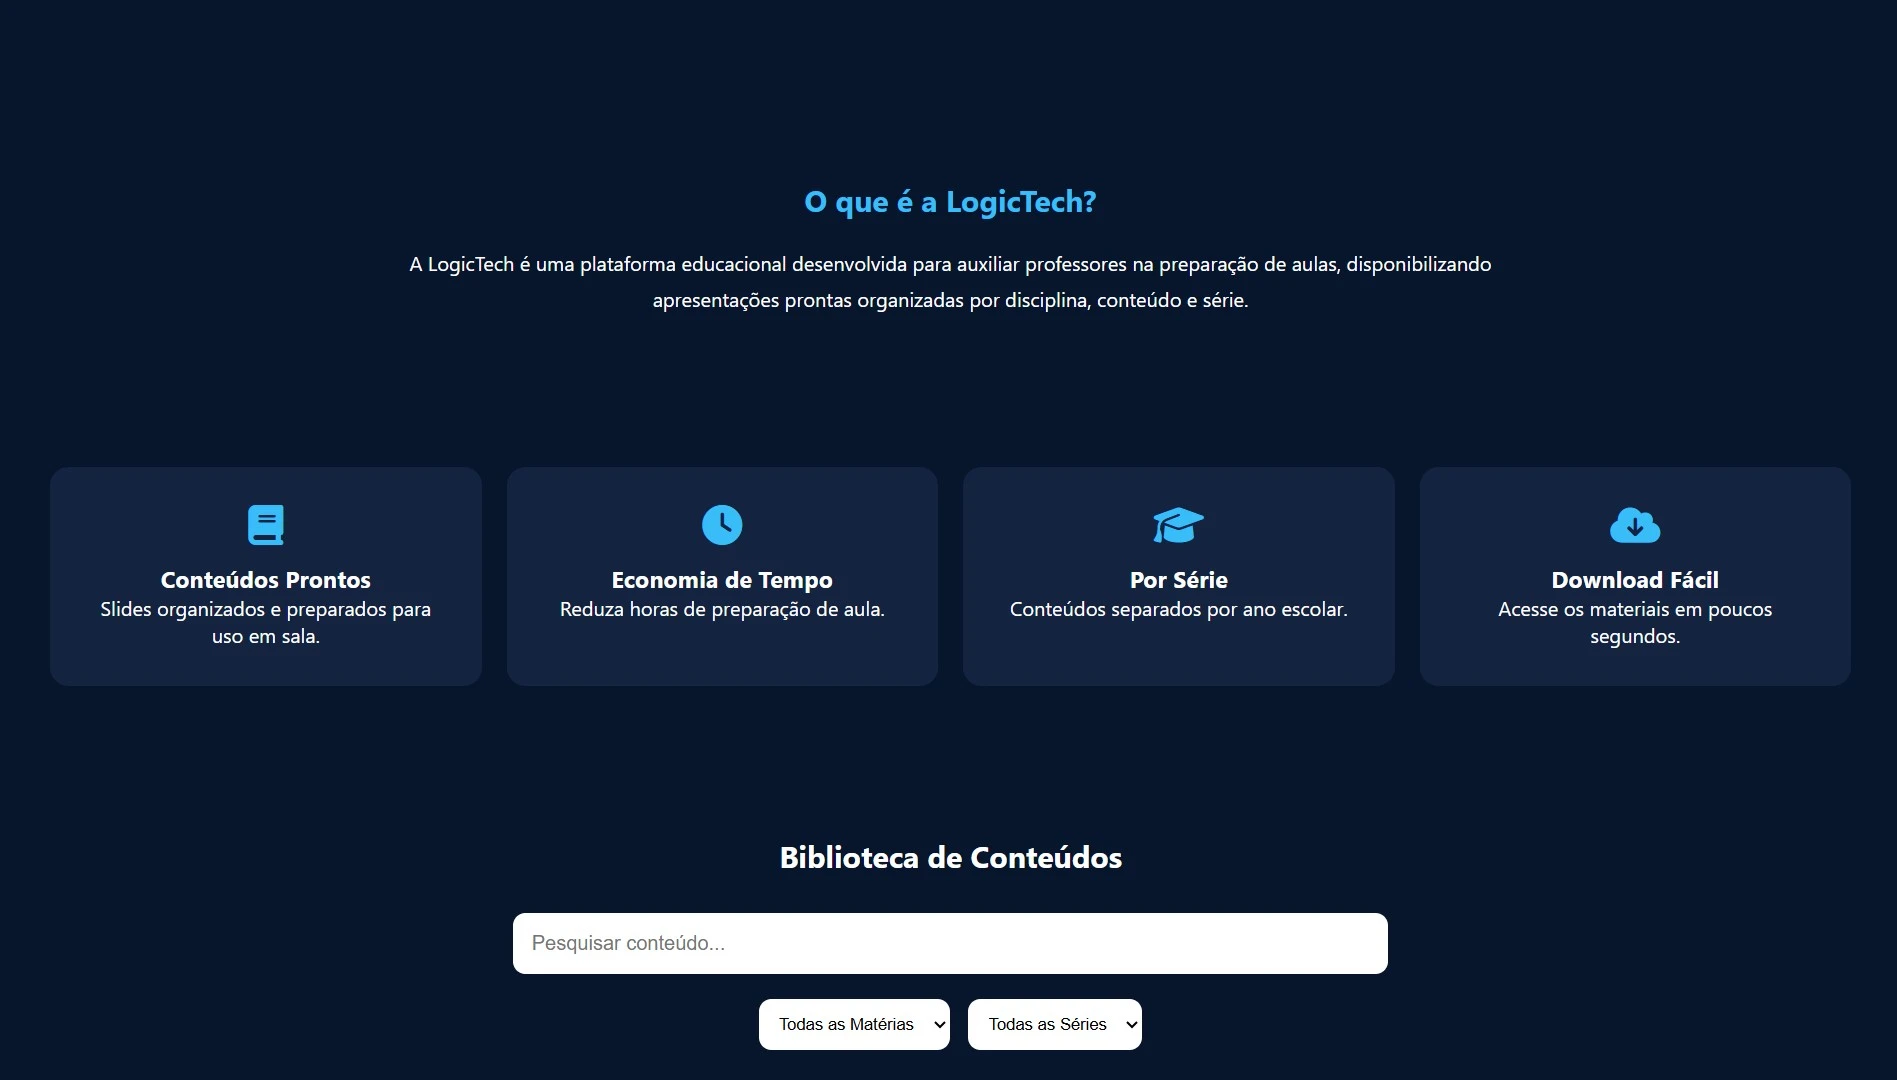 O que é a LogicTech?
A LogicTech é uma plataforma educacional desenvolvida para auxiliar professores na preparação de aulas, disponibilizando
apresentações prontas organizadas por disciplina, conteúdo e série.
Conteúdos Prontos
Slides organizados e preparados para
uso em sala.
Economia de Tempo
Reduza horas de preparação de aula.
Por Série
Conteúdos separados por ano escolar.
Download Fácil
Acesse os materiais em poucos
segundos.
Biblioteca de Conteúdos
Pesquisar conteúdo...
Todas as Matérias
Todas as Séries